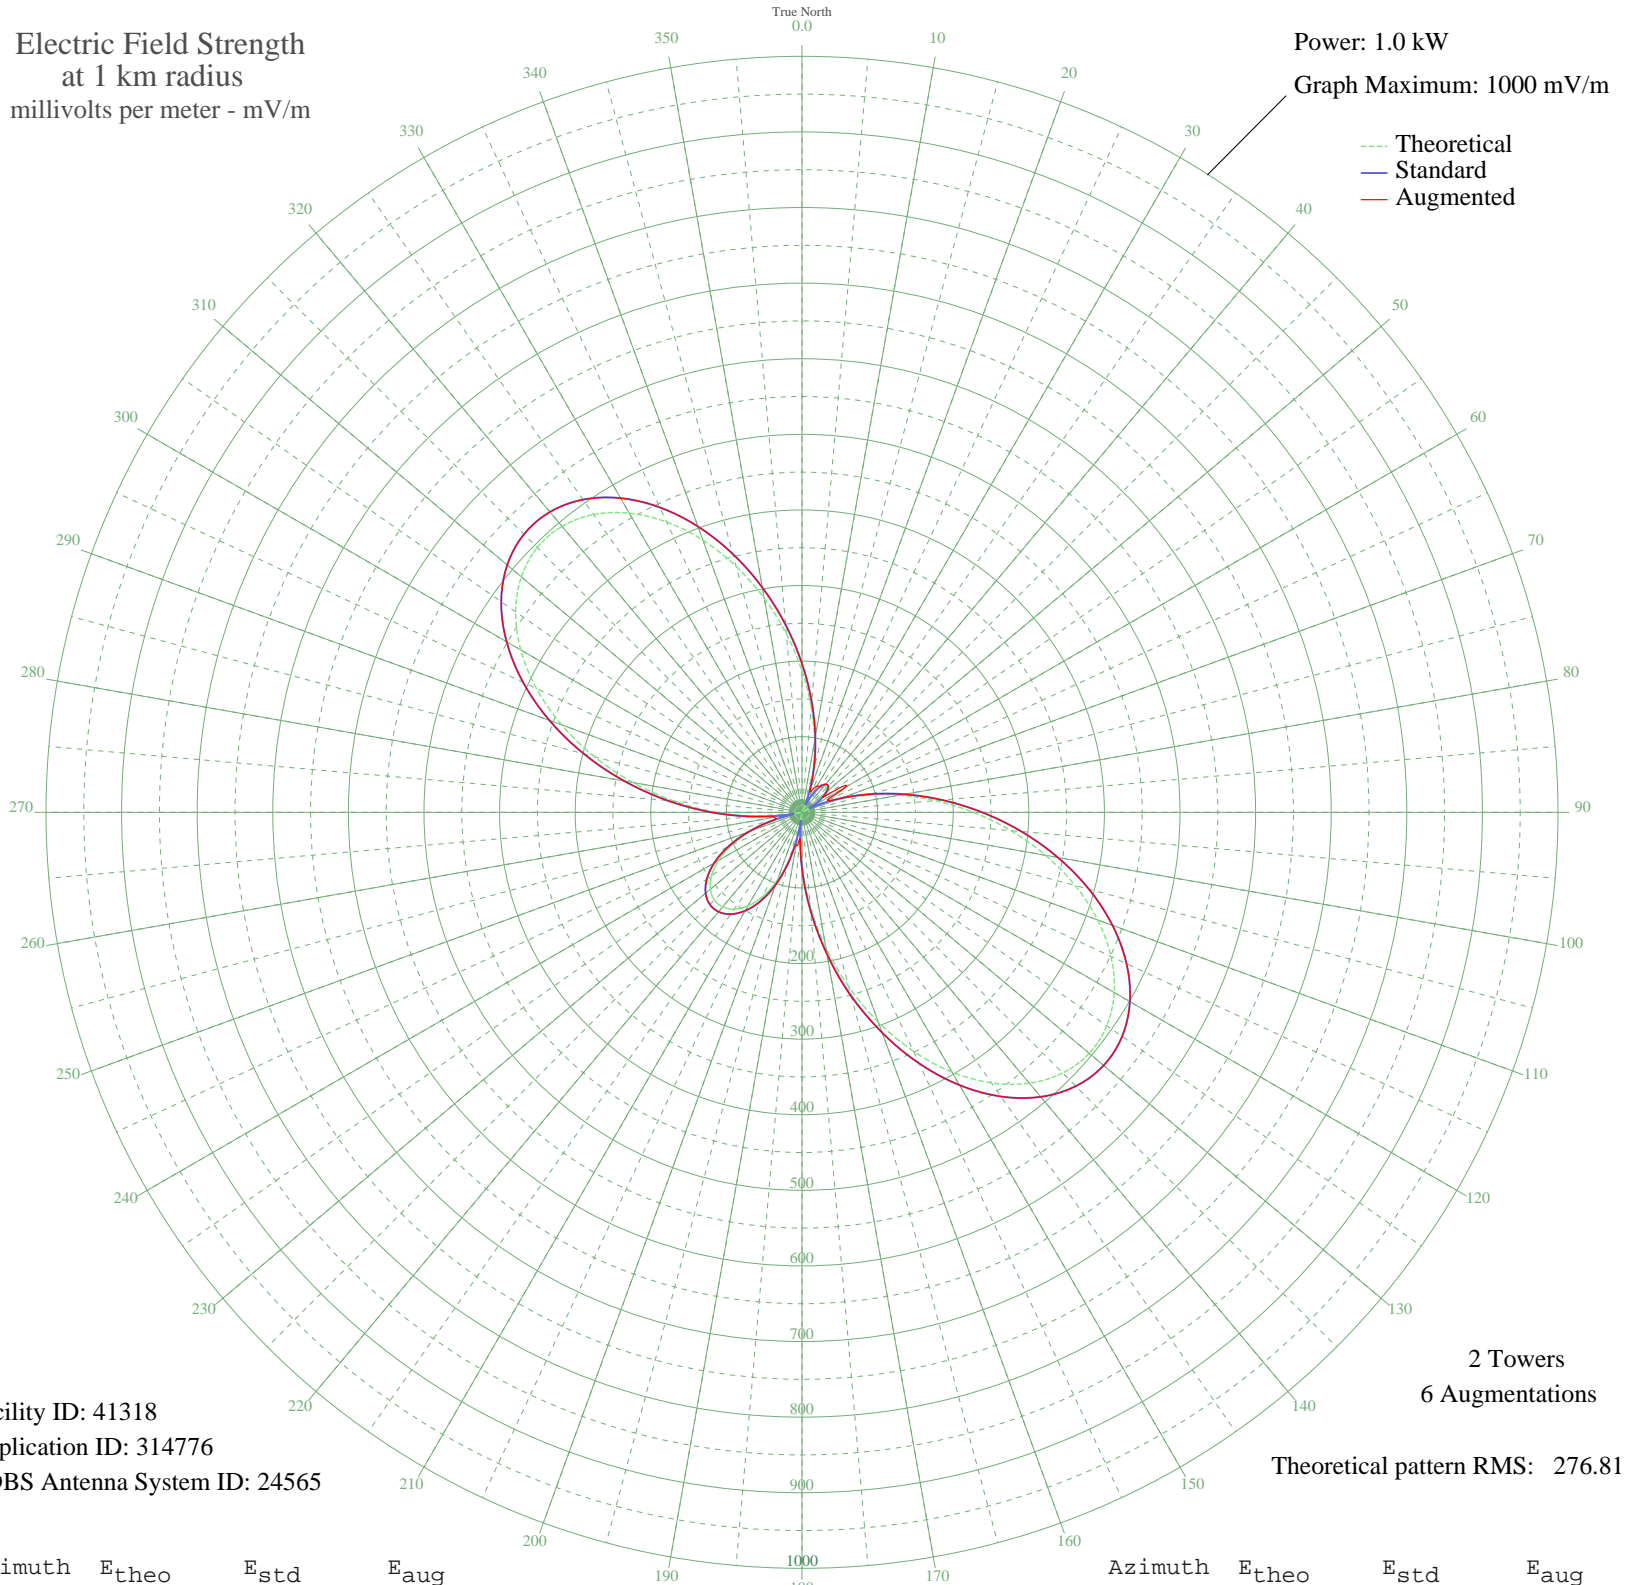 True North
0.0
Electric Field Strength
at 1 km radius
millivolts per meter - mV/m
Power: 1.0 kW
Graph Maximum: 1000 mV/m
Theoretical
Standard
Augmented
350
10
340
20
330
30
320
40
310
50
300
60
290
70
280
80
270
90
260
100
250
110
240
120
230
130
220
140
210
150
200
160
190
170
200
300
400
500
600
700
800
900
1000
2 Towers
6 Augmentations
Theoretical pattern RMS: 276.81
cility ID: 41318
plication ID: 314776
DBS Antenna System ID: 24565
imuth Etheo Estd Eaug
Azimuth Etheo Estd Eaug